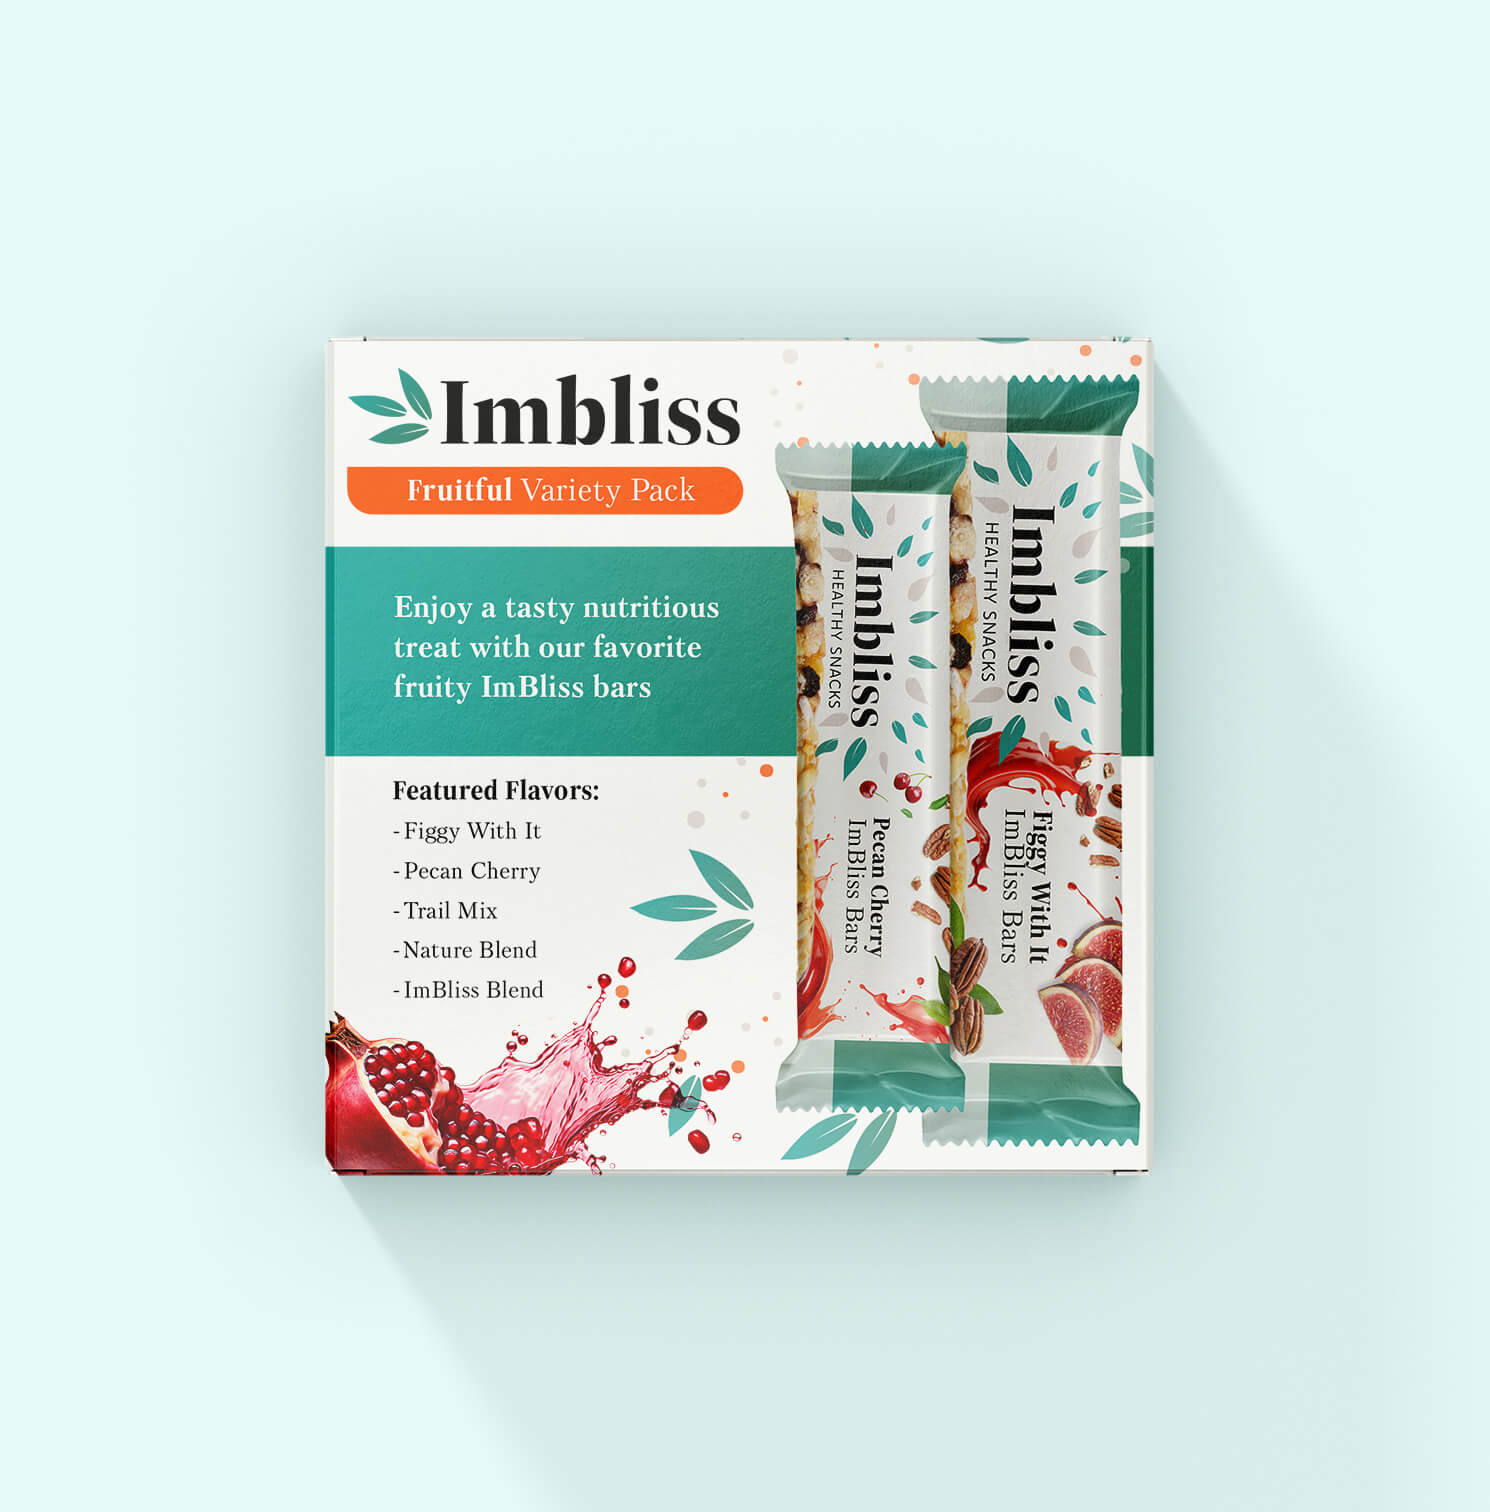 Imbliss
Fruitful Variety Pack
Enjoy a tasty nutritious
treat with our favorite
fruity ImBliss bars
Featured Flavors:
-Figgy With It
-Pecan Cherry
-Trail Mix
-Nature Blend
-ImBliss Blend
Imbliss
HEALTHY SNACKS
Pecan Cherry
ImBliss Bars
Imbliss
HEALTHY SNACKS
Figgy With It
ImBliss Bars